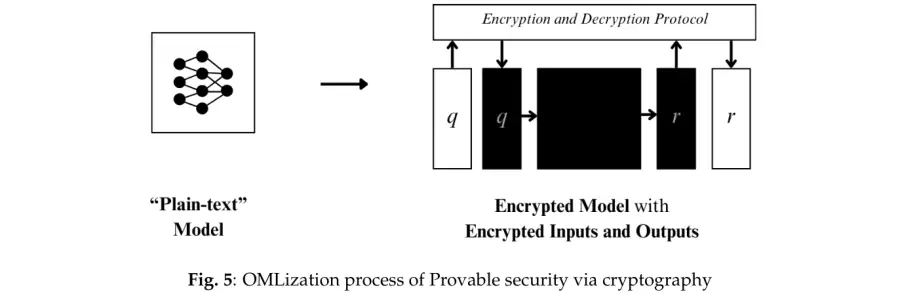 Encryption and Decryption Protocol
q
q
r
r
“Plain-text”
Model
Encrypted Model with
Encrypted Inputs and Outputs
Fig. 5: OMLization process of Provable security via cryptography